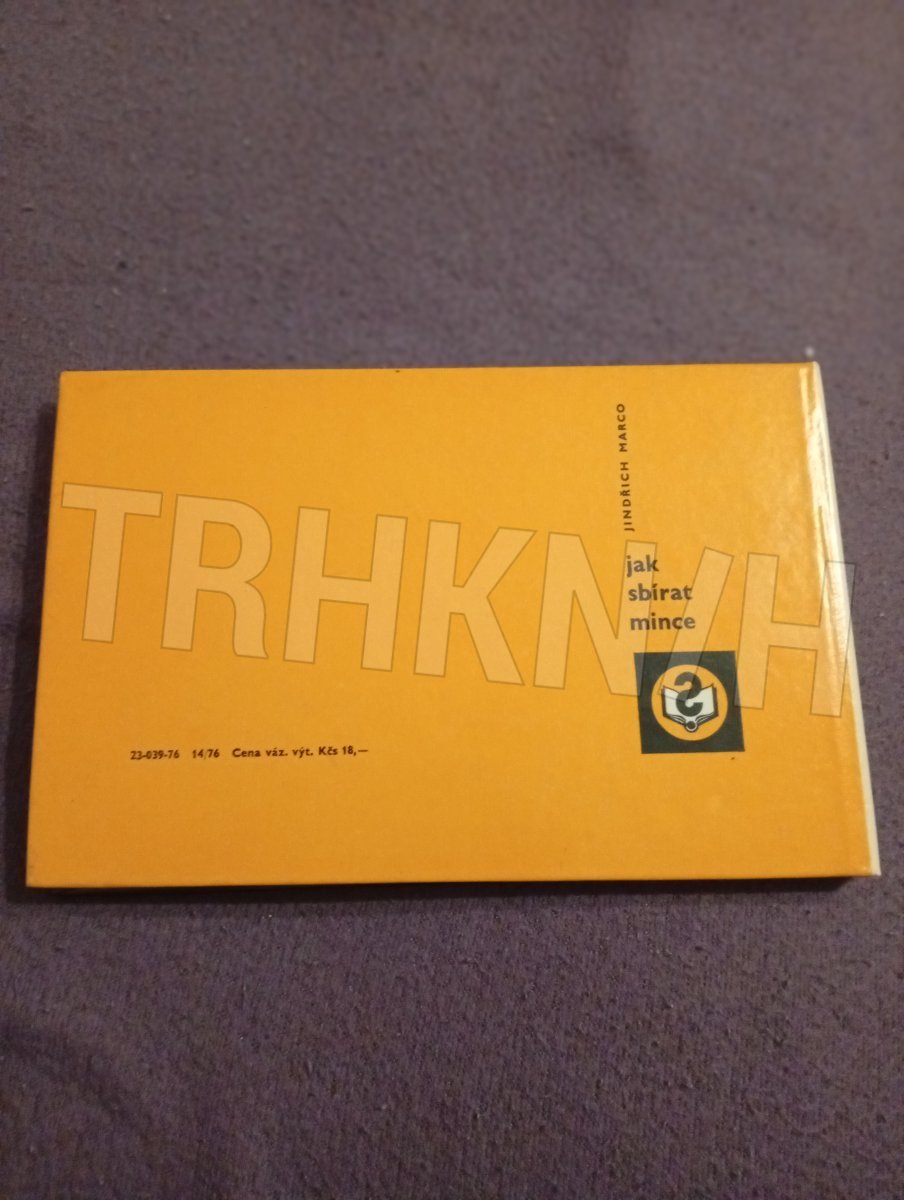 JINDŘICH MARCO
jak
sbírat
mince
23-039-76 14/76 Cena váz. výt. Kčs 18,—
TRHKNIH